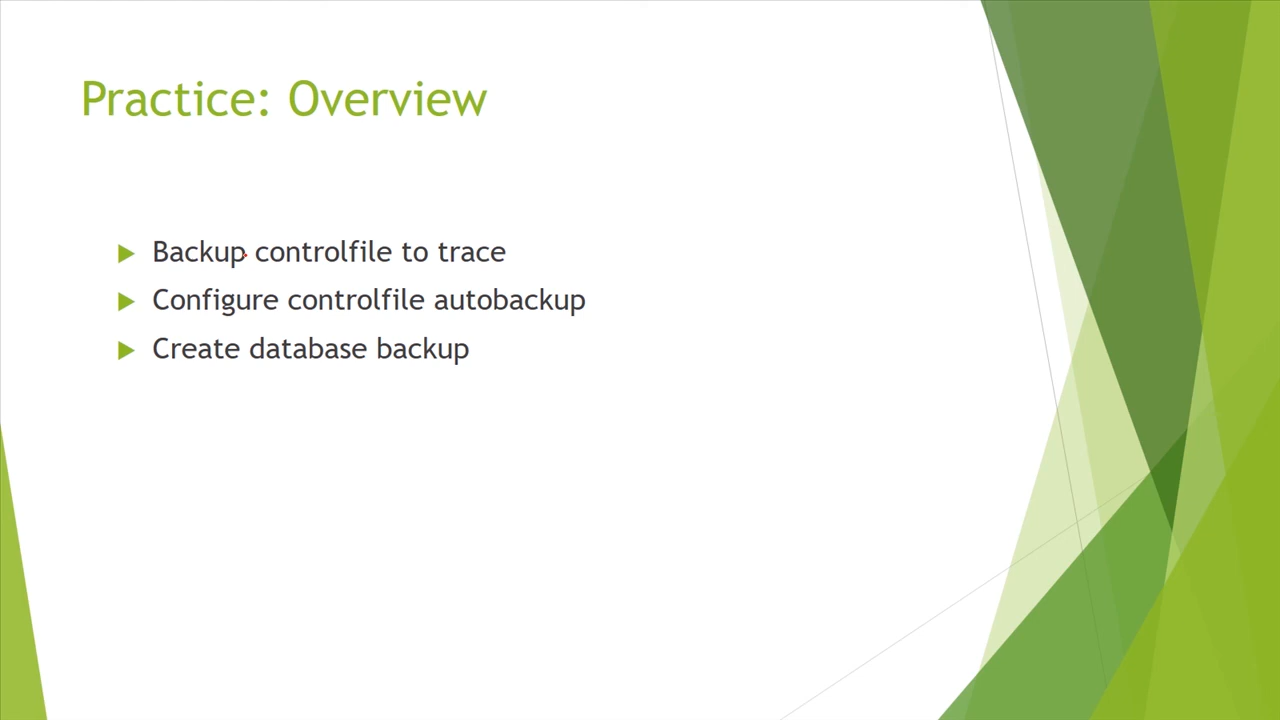 Practice: Overview
Backup controlfile to trace
Configure controlfile autobackup
Create database backup